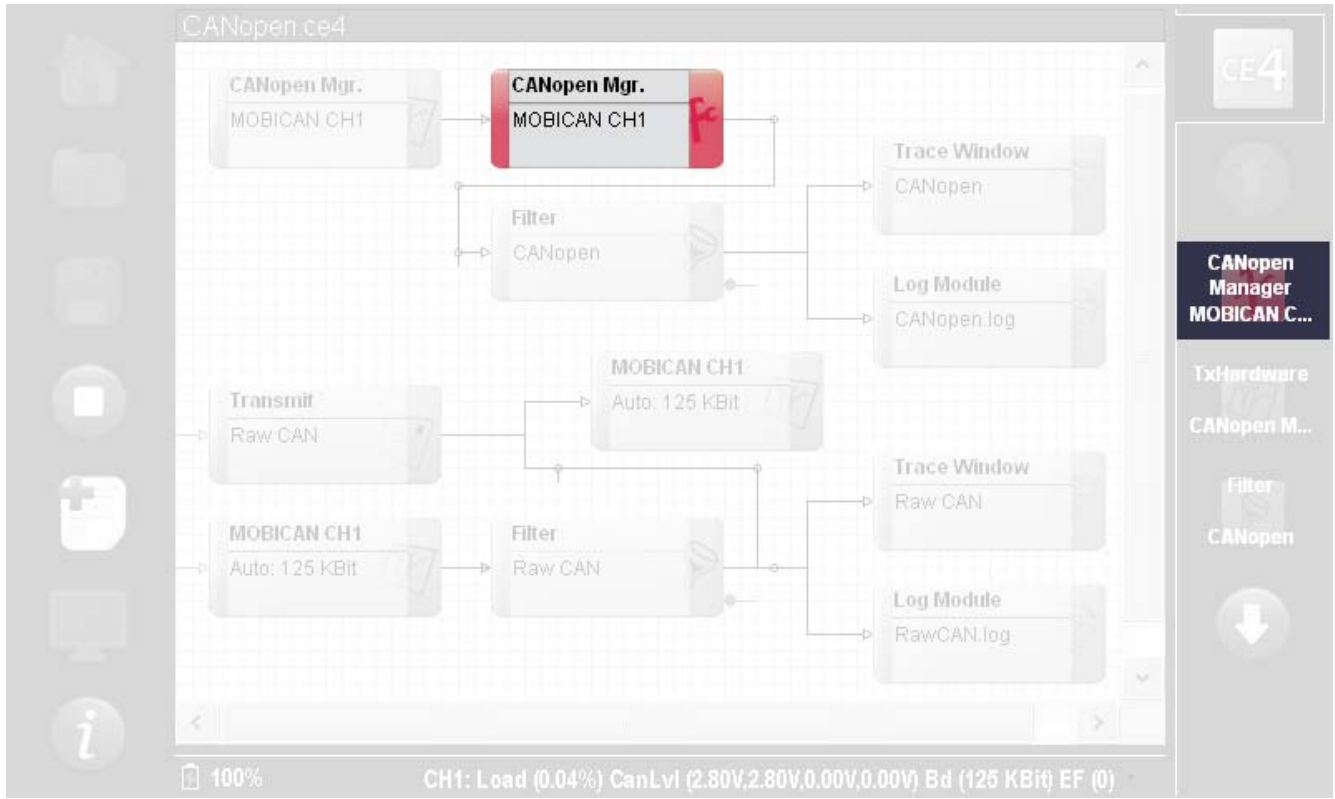 CANopen.ce4
CE4
CANopen Mgr.
MOBICAN CH1
CANopen Mgr.
MOBICAN CH1
fc
Trace Window
CANopen
Filter
CANopen
Log Module
CANopen.log
MOBICAN CH1
Auto: 125 KBit
Transmit
Raw CAN
Trace Window
Raw CAN
MOBICAN CH1
Auto: 125 KBit
Filter
Raw CAN
Log Module
RawCAN.log
CANopen
Manager
MOBICAN C...
TxHardware
CANopen M...
Filter
CANopen
i
100%
CH1: Load (0.04%) CanLvl (2.80V,2.80V,0.00V,0.00V) Bd (125 KBit) EF (0)